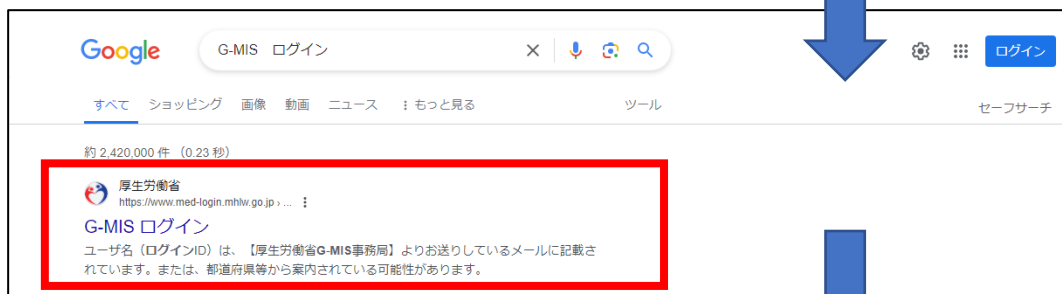 Google
G-MIS　ログイン
ログイン
すべて ショッピング 画像 動画 ニュース もっと見る ツール セーフサーチ
約 2,420,000 件 （0.23 秒）
厚生労働省
https://www.med-login.mhlw.go.jp › ...
G-MIS ログイン
ユーザ名（ログインID）は、【厚生労働省G-MIS事務局】よりお送りしているメールに記載さ
れています。または、都道府県等から案内されている可能性があります。